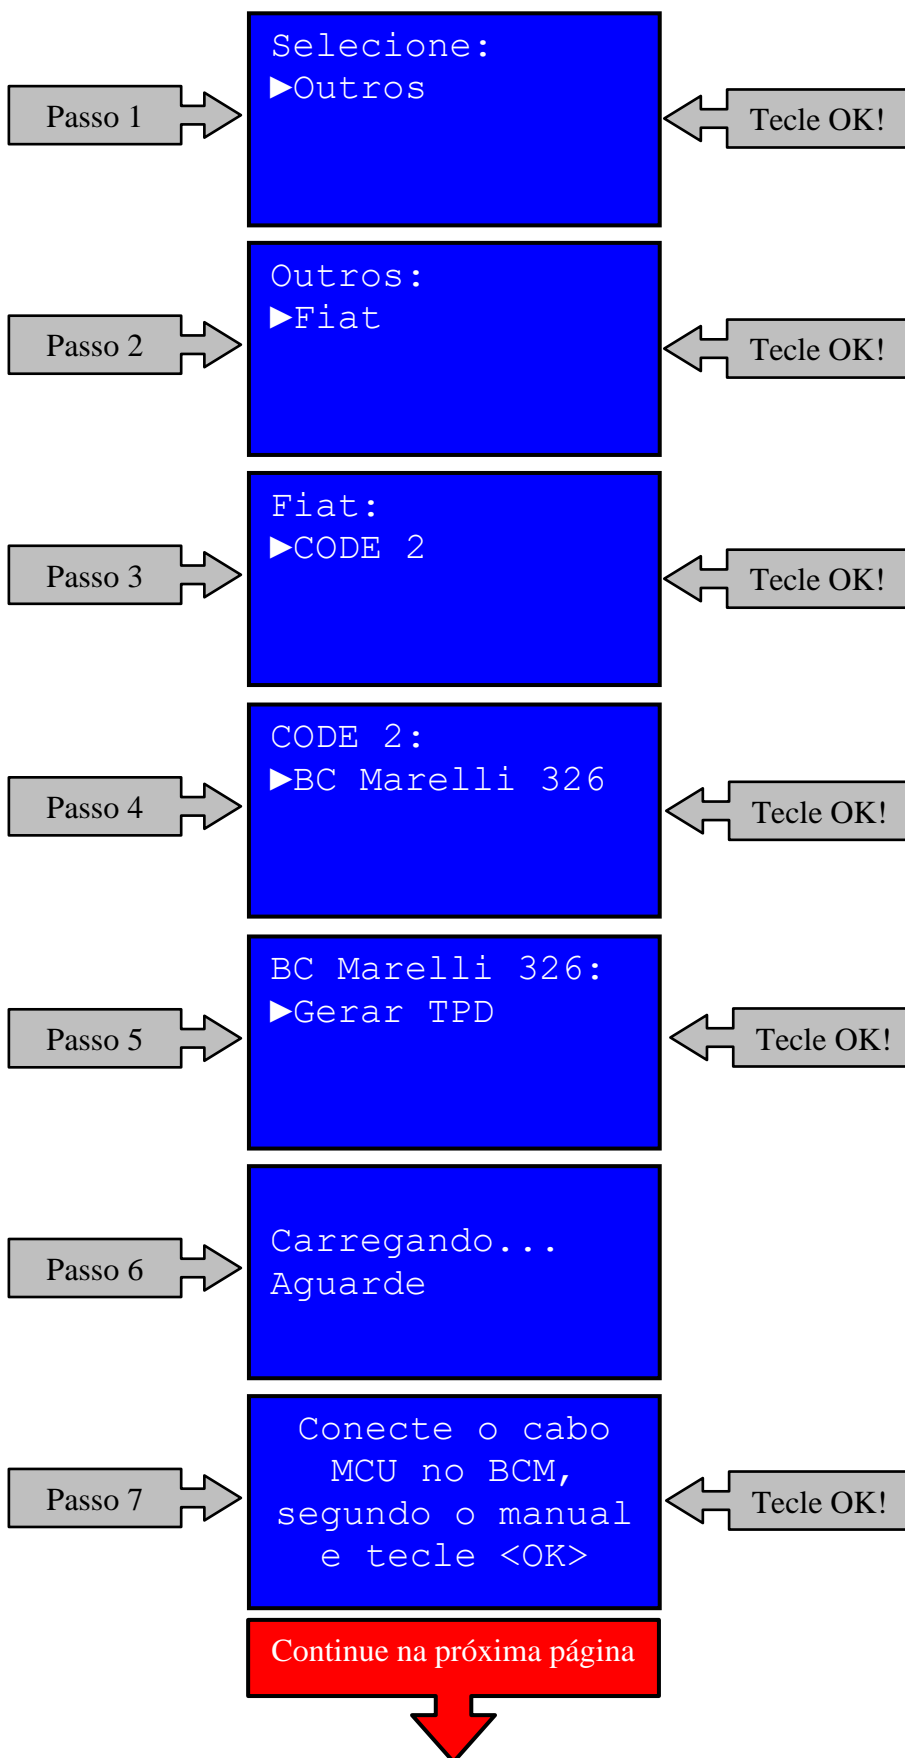 Selecione:
►Outros
Passo 1
Tecle OK!
Outros:
►Fiat
Passo 2
Tecle OK!
Fiat:
►CODE 2
Passo 3
Tecle OK!
CODE 2:
►BC Marelli 326
Passo 4
Tecle OK!
BC Marelli 326:
►Gerar TPD
Passo 5
Tecle OK!
Carregando...
Aguarde
Passo 6
Conecte o cabo
MCU no BCM,
segundo o manual
e tecle <OK>
Passo 7
Tecle OK!
Continue na próxima página